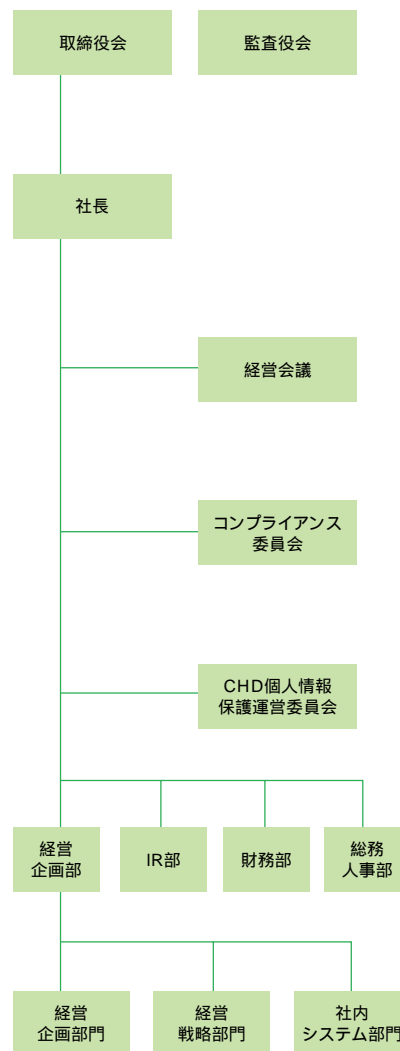 取締役会
監査役会
社長
経営会議
コンプライアンス
委員会
CHD個人情報
保護運営委員会
経営
企画部
IR部
財務部
総務
人事部
経営
企画部門
経営
戦略部門
社内
システム部門